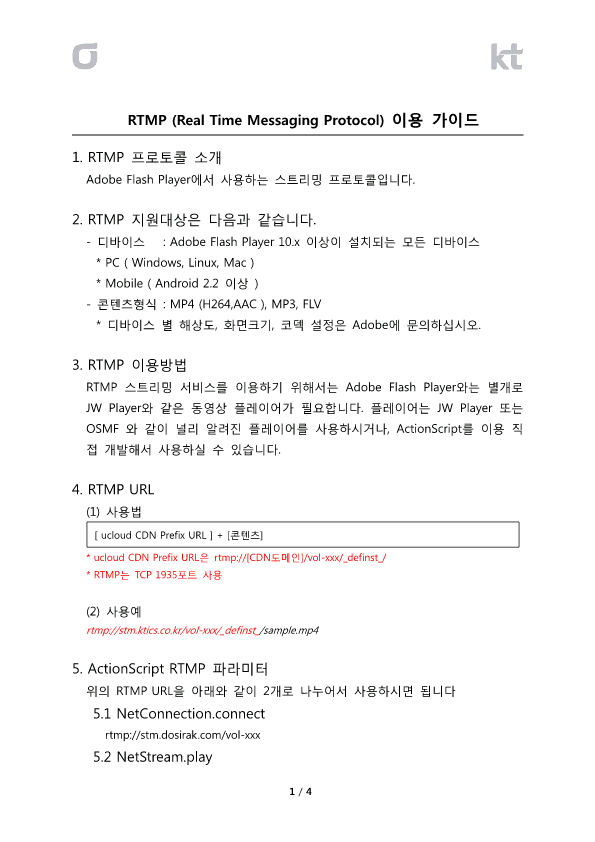 kt
RTMP (Real Time Messaging Protocol) 이용 가이드
1. RTMP 프로토콜 소개
Adobe Flash Player에서 사용하는 스트리밍 프로토콜입니다.
2. RTMP 지원대상은 다음과 같습니다.
- 디바이스 : Adobe Flash Player 10.x 이상이 설치되는 모든 디바이스
* PC ( Windows, Linux, Mac )
* Mobile ( Android 2.2 이상 )
- 콘텐츠형식 : MP4 (H264,AAC ), MP3, FLV
* 디바이스 별 해상도, 화면크기, 코덱 설정은 Adobe에 문의하십시오.
3. RTMP 이용방법
RTMP 스트리밍 서비스를 이용하기 위해서는 Adobe Flash Player와는 별개로
JW Player와 같은 동영상 플레이어가 필요합니다. 플레이어는 JW Player 또는
OSMF 와 같이 널리 알려진 플레이어를 사용하시거나, ActionScript를 이용 직
접 개발해서 사용하실 수 있습니다.
4. RTMP URL
(1) 사용법
[ ucloud CDN Prefix URL ] + [콘텐츠]
* ucloud CDN Prefix URL은 rtmp://[CDN도메인]/vol-xxx/_definst_/
* RTMP는 TCP 1935포트 사용
(2) 사용예
rtmp://stm.ktics.co.kr/vol-xxx/_definst_/sample.mp4
5. ActionScript RTMP 파라미터
위의 RTMP URL을 아래와 같이 2개로 나누어서 사용하시면 됩니다
5.1 NetConnection.connect
rtmp://stm.dosirak.com/vol-xxx
5.2 NetStream.play
1 / 4